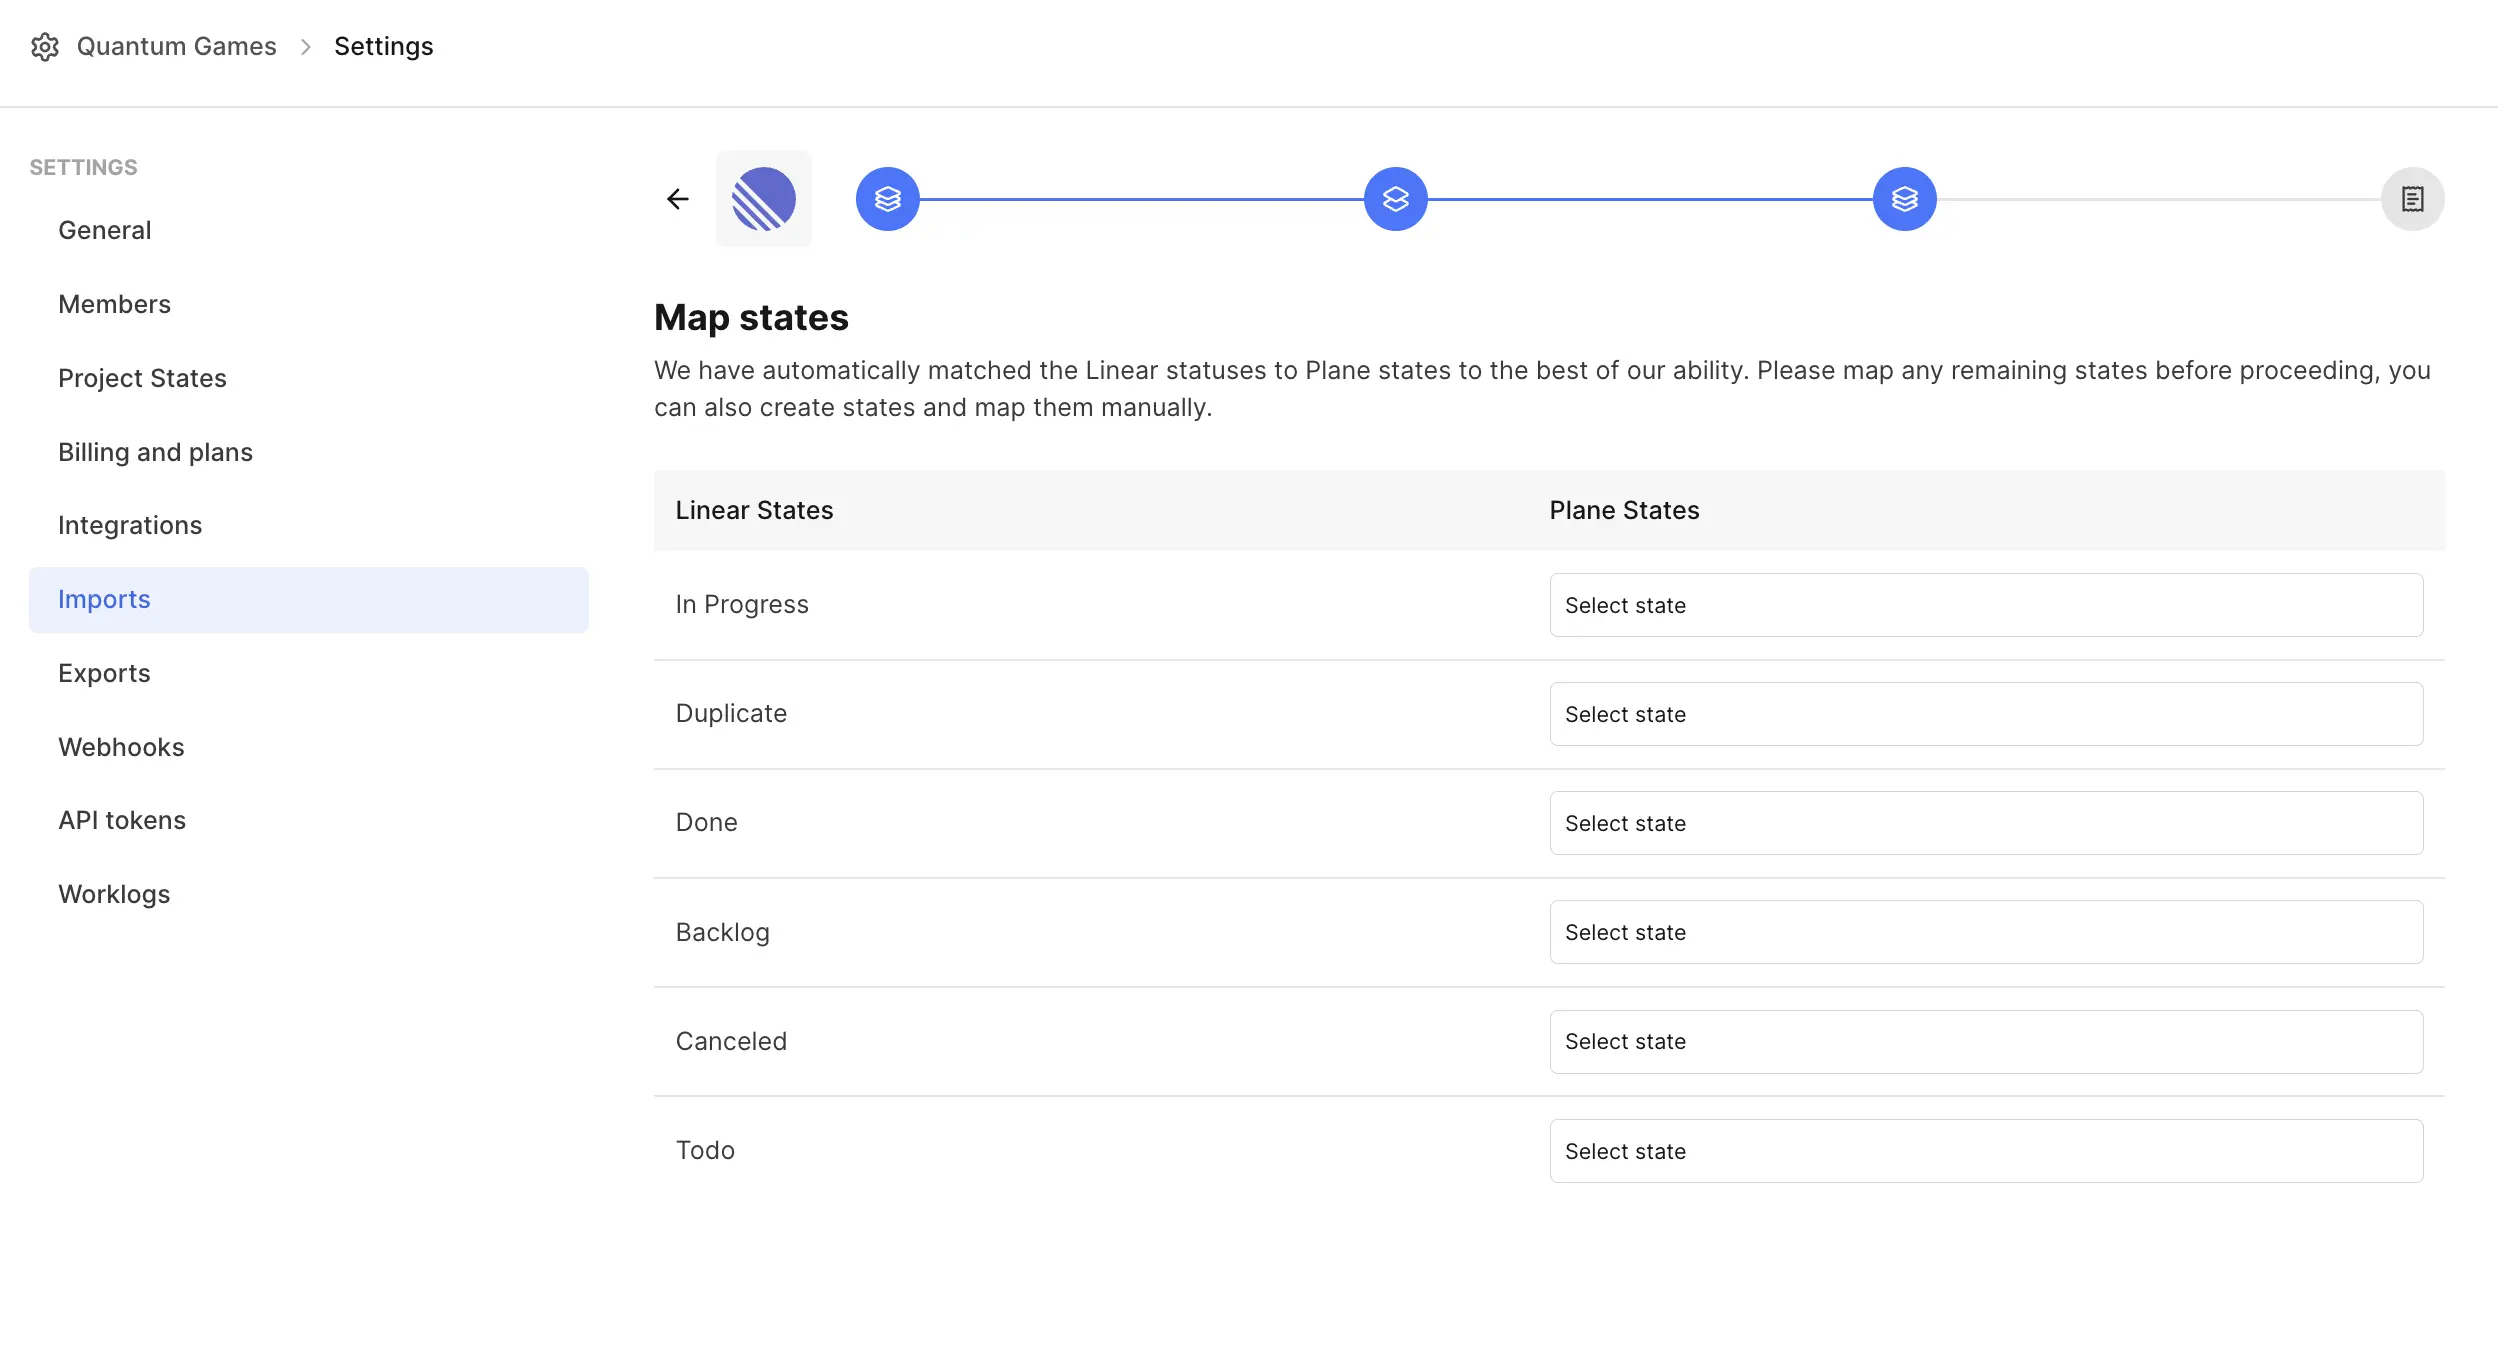 Quantum Games > Settings
SETTINGS
General
Members
Project States
Billing and plans
Integrations
Imports
Exports
Webhooks
API tokens
Worklogs
Map states
We have automatically matched the Linear statuses to Plane states to the best of our ability. Please map any remaining states before proceeding, you
can also create states and map them manually.
Linear States Plane States
In Progress Select state
Duplicate Select state
Done Select state
Backlog Select state
Canceled Select state
Todo Select state